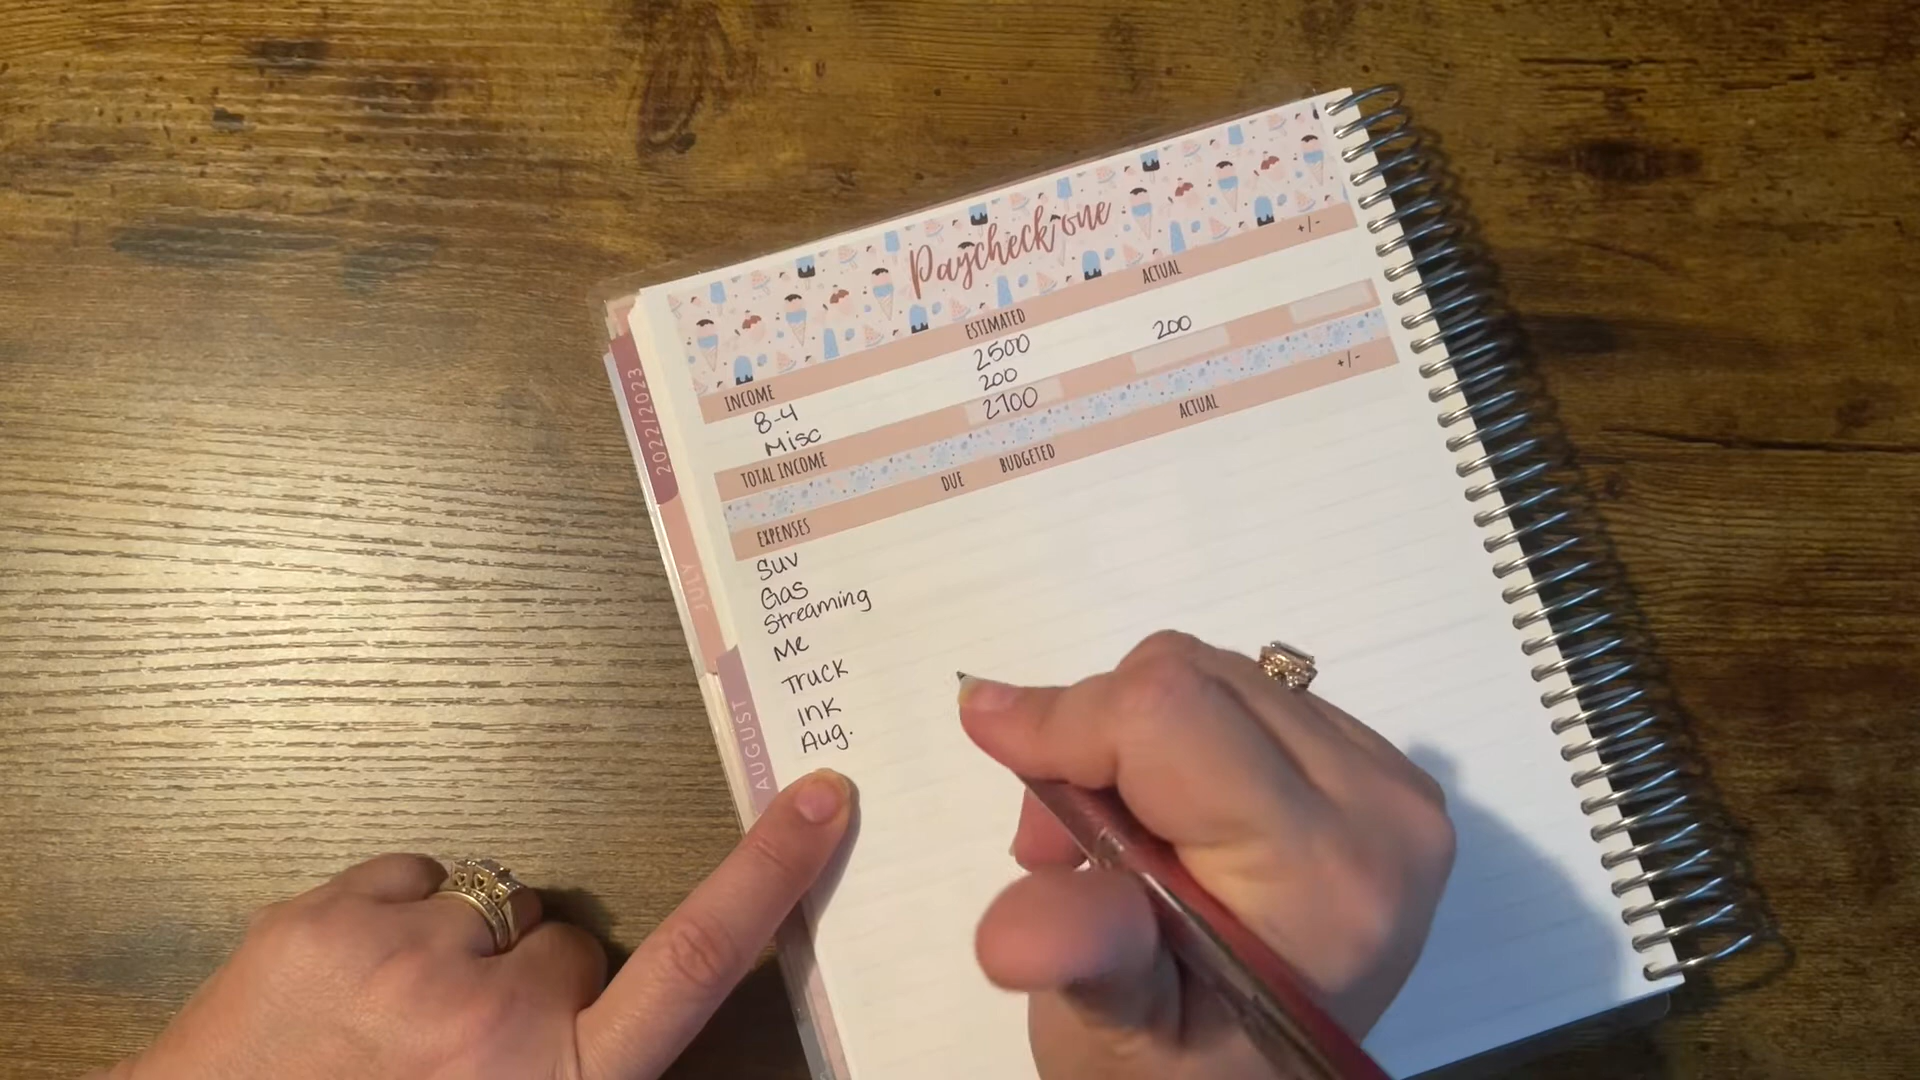 Paycheck one
INCOME ESTIMATED ACTUAL +/-
8-4 2500
Misc 200 200
TOTAL INCOME 2700
EXPENSES DUE BUDGETED ACTUAL +/-
SUV
Gas
Streaming
Me
Truck
Ink
Aug.
2022/2023
JULY
AUGUST